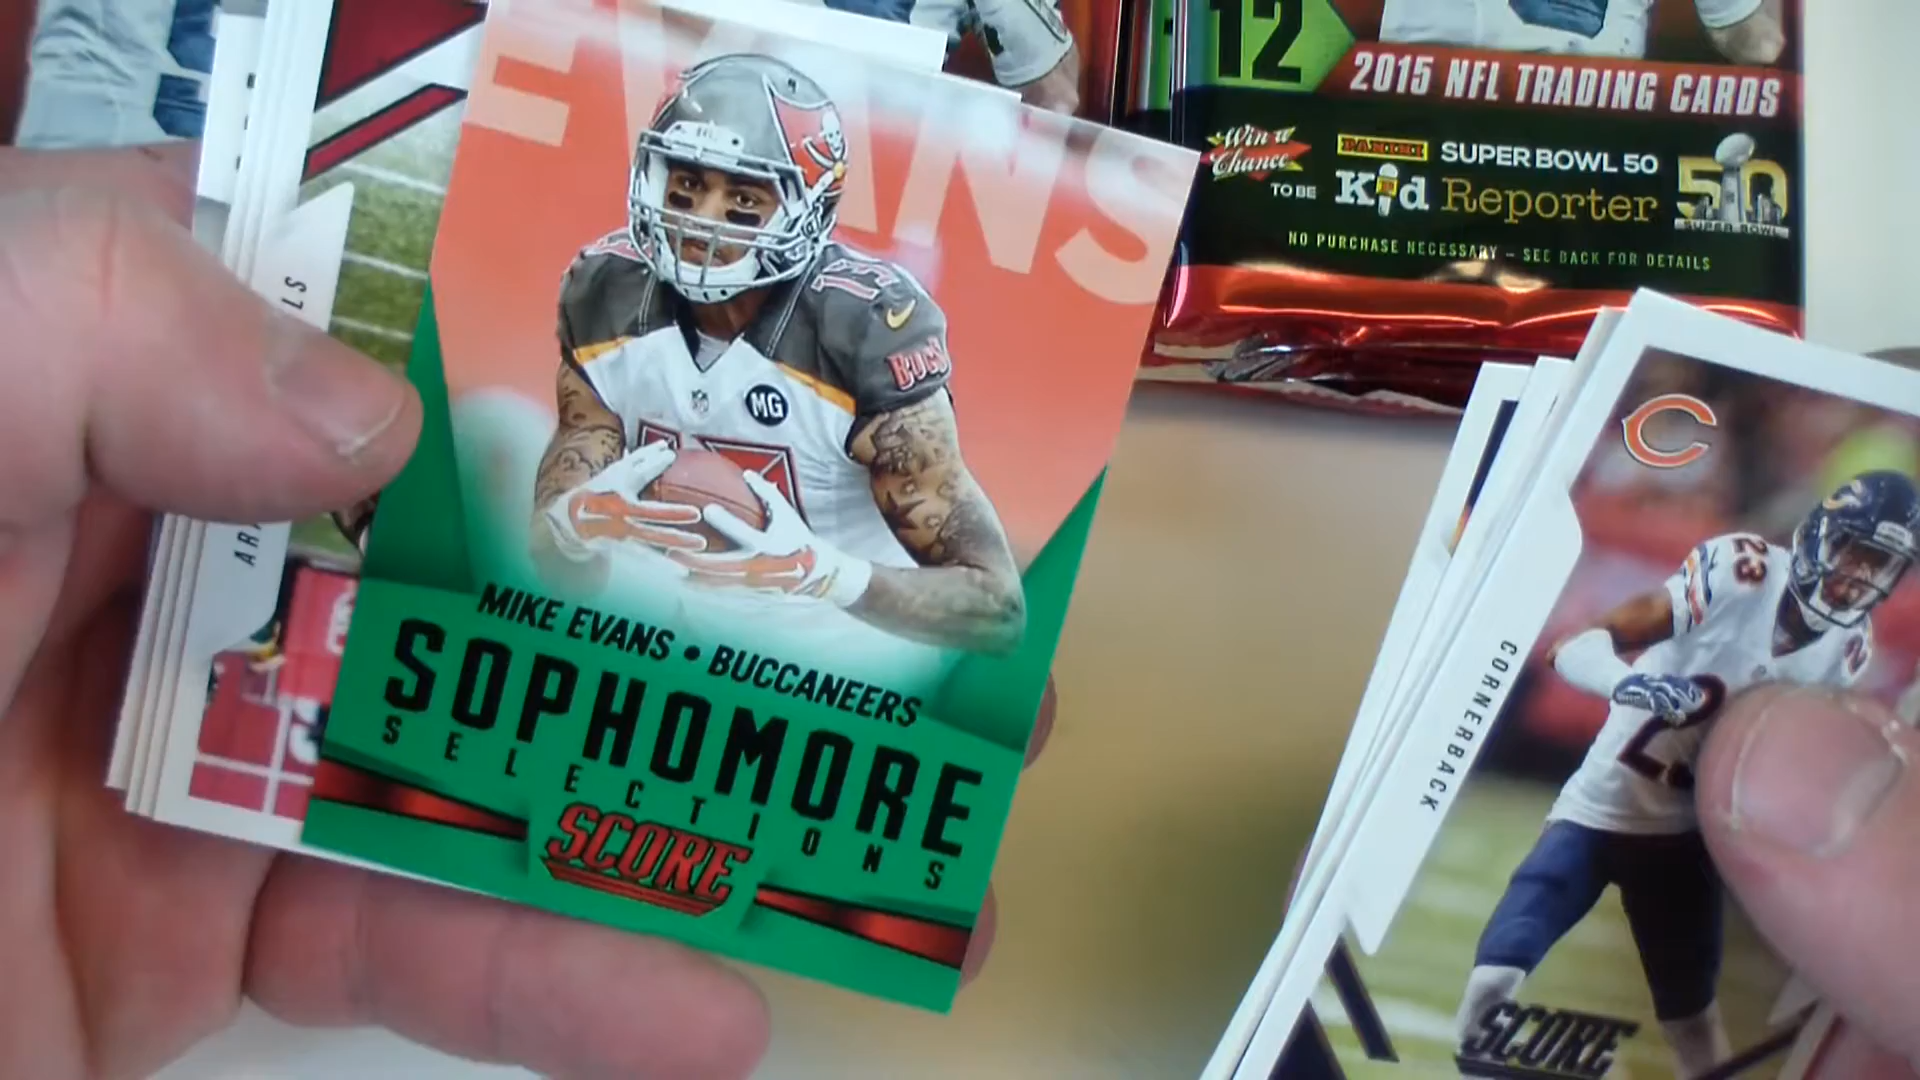 EVANS
13
BUCS
MG
MIKE EVANS • BUCCANEERS
SOPHOMORE
SELECTIONS
SCORE
12
2015 NFL TRADING CARDS
Win a
Chance
TO BE
PANINI
SUPER BOWL 50
Kid Reporter
50
SUPER BOWL
NO PURCHASE NECESSARY – SEE BACK FOR DETAILS
C
23
CORNERBACK
SCORE